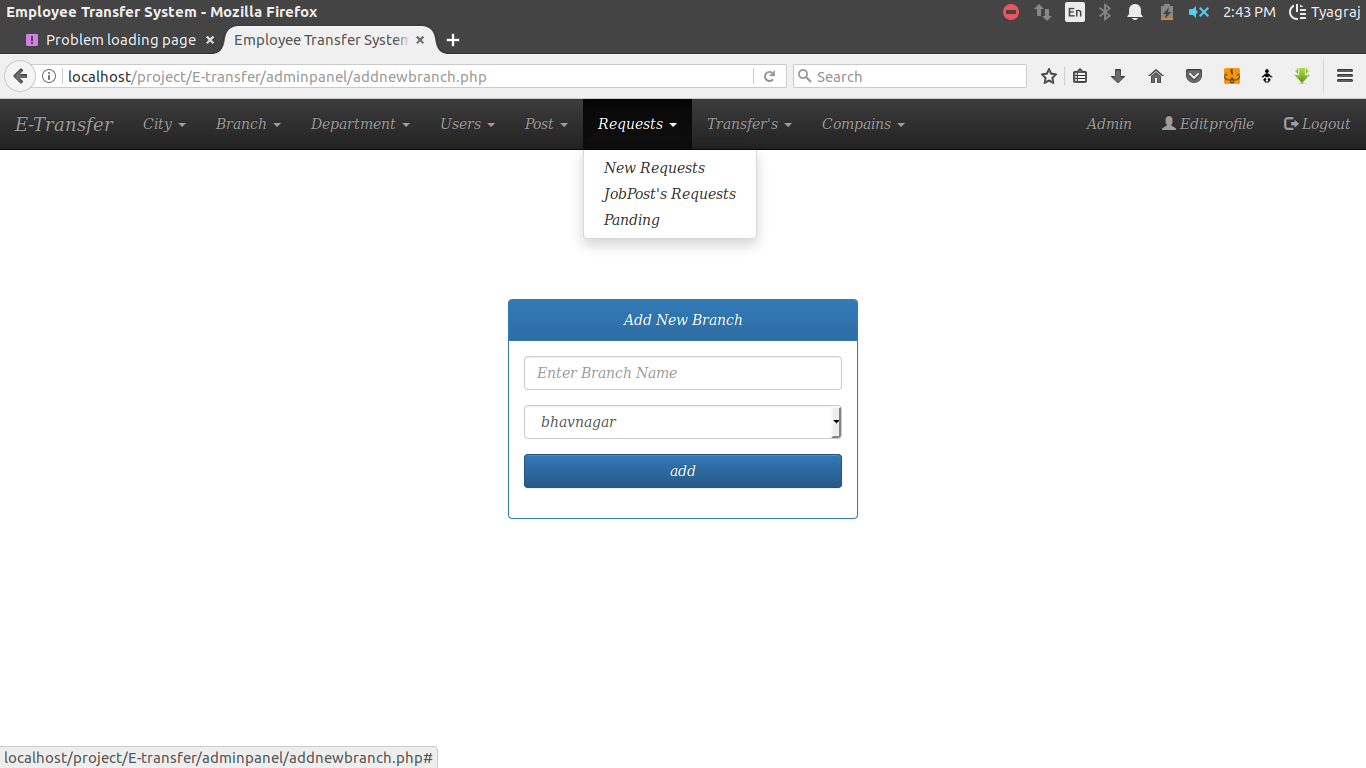 Employee Transfer System - Mozilla Firefox En 2:43 PM Tyagraj
Problem loading page Employee Transfer System
localhost/project/E-transfer/adminpanel/addnewbranch.php Search
E-Transfer City Branch Department Users Post Requests Transfer's Compains Admin Editprofile Logout
New Requests
JobPost's Requests
Panding
Add New Branch
Enter Branch Name
bhavnagar
add
localhost/project/E-transfer/adminpanel/addnewbranch.php#